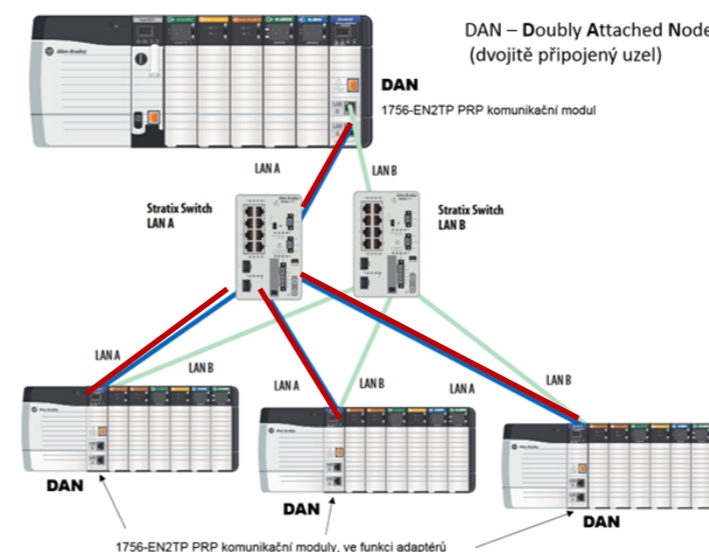 DAN – Doubly Attached Node
(dvojitě připojený uzel)
Allen-Bradley
DAN
1756-EN2TP PRP komunikační modul
LAN A
LAN B
Stratix Switch
LAN A
Stratix Switch
LAN B
LAN A
LAN B
LAN A
LAN B
LAN A
LAN B
DAN
DAN
DAN
1756-EN2TP PRP komunikační moduly, ve funkci adaptérů